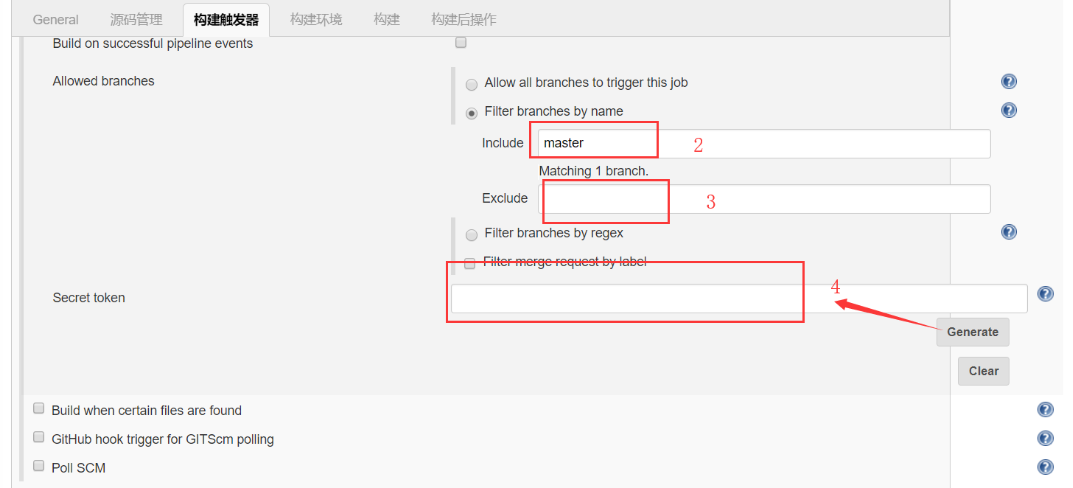 General 源码管理 构建触发器 构建环境 构建 构建后操作
Build on successful pipeline events
Allowed branches
Allow all branches to trigger this job
Filter branches by name
Include master 2
Matching 1 branch.
Exclude 3
Filter branches by regex
Filter merge request by label
Secret token 4
Generate
Clear
Build when certain files are found
GitHub hook trigger for GITScm polling
Poll SCM